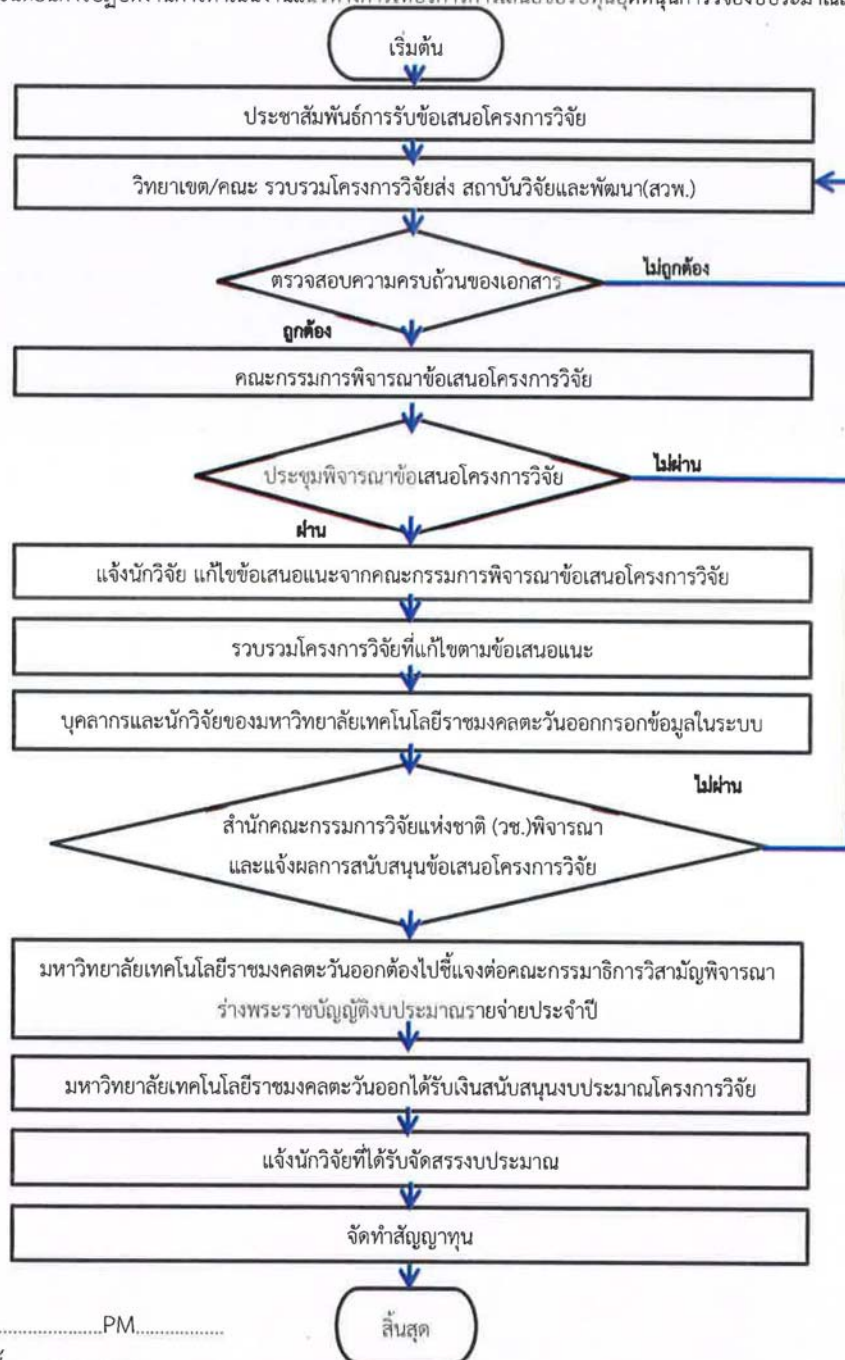 เริ่มต้น
ประชาสัมพันธ์การรับข้อเสนอโครงการวิจัย
วิทยาเขต/คณะ รวบรวมโครงการวิจัยส่ง สถาบันวิจัยและพัฒนา(สวพ.)
ตรวจสอบความครบถ้วนของเอกสาร
ไม่ถูกต้อง
ถูกต้อง
คณะกรรมการพิจารณาข้อเสนอโครงการวิจัย
ประชุมพิจารณาข้อเสนอโครงการวิจัย
ไม่ผ่าน
ผ่าน
แจ้งนักวิจัย แก้ไขข้อเสนอแนะจากคณะกรรมการพิจารณาข้อเสนอโครงการวิจัย
รวบรวมโครงการวิจัยที่แก้ไขตามข้อเสนอแนะ
บุคลากรและนักวิจัยของมหาวิทยาลัยเทคโนโลยีราชมงคลตะวันออกกรอกข้อมูลในระบบ
ไม่ผ่าน
สำนักคณะกรรมการวิจัยแห่งชาติ (วช.)พิจารณา
และแจ้งผลการสนับสนุนข้อเสนอโครงการวิจัย
มหาวิทยาลัยเทคโนโลยีราชมงคลตะวันออกต้องไปชี้แจงต่อคณะกรรมาธิการวิสามัญพิจารณา
ร่างพระราชบัญญัติงบประมาณรายจ่ายประจำปี
มหาวิทยาลัยเทคโนโลยีราชมงคลตะวันออกได้รับเงินสนับสนุนงบประมาณโครงการวิจัย
แจ้งนักวิจัยที่ได้รับจัดสรรงบประมาณ
จัดทำสัญญาทุน
สิ้นสุด
....................PM................